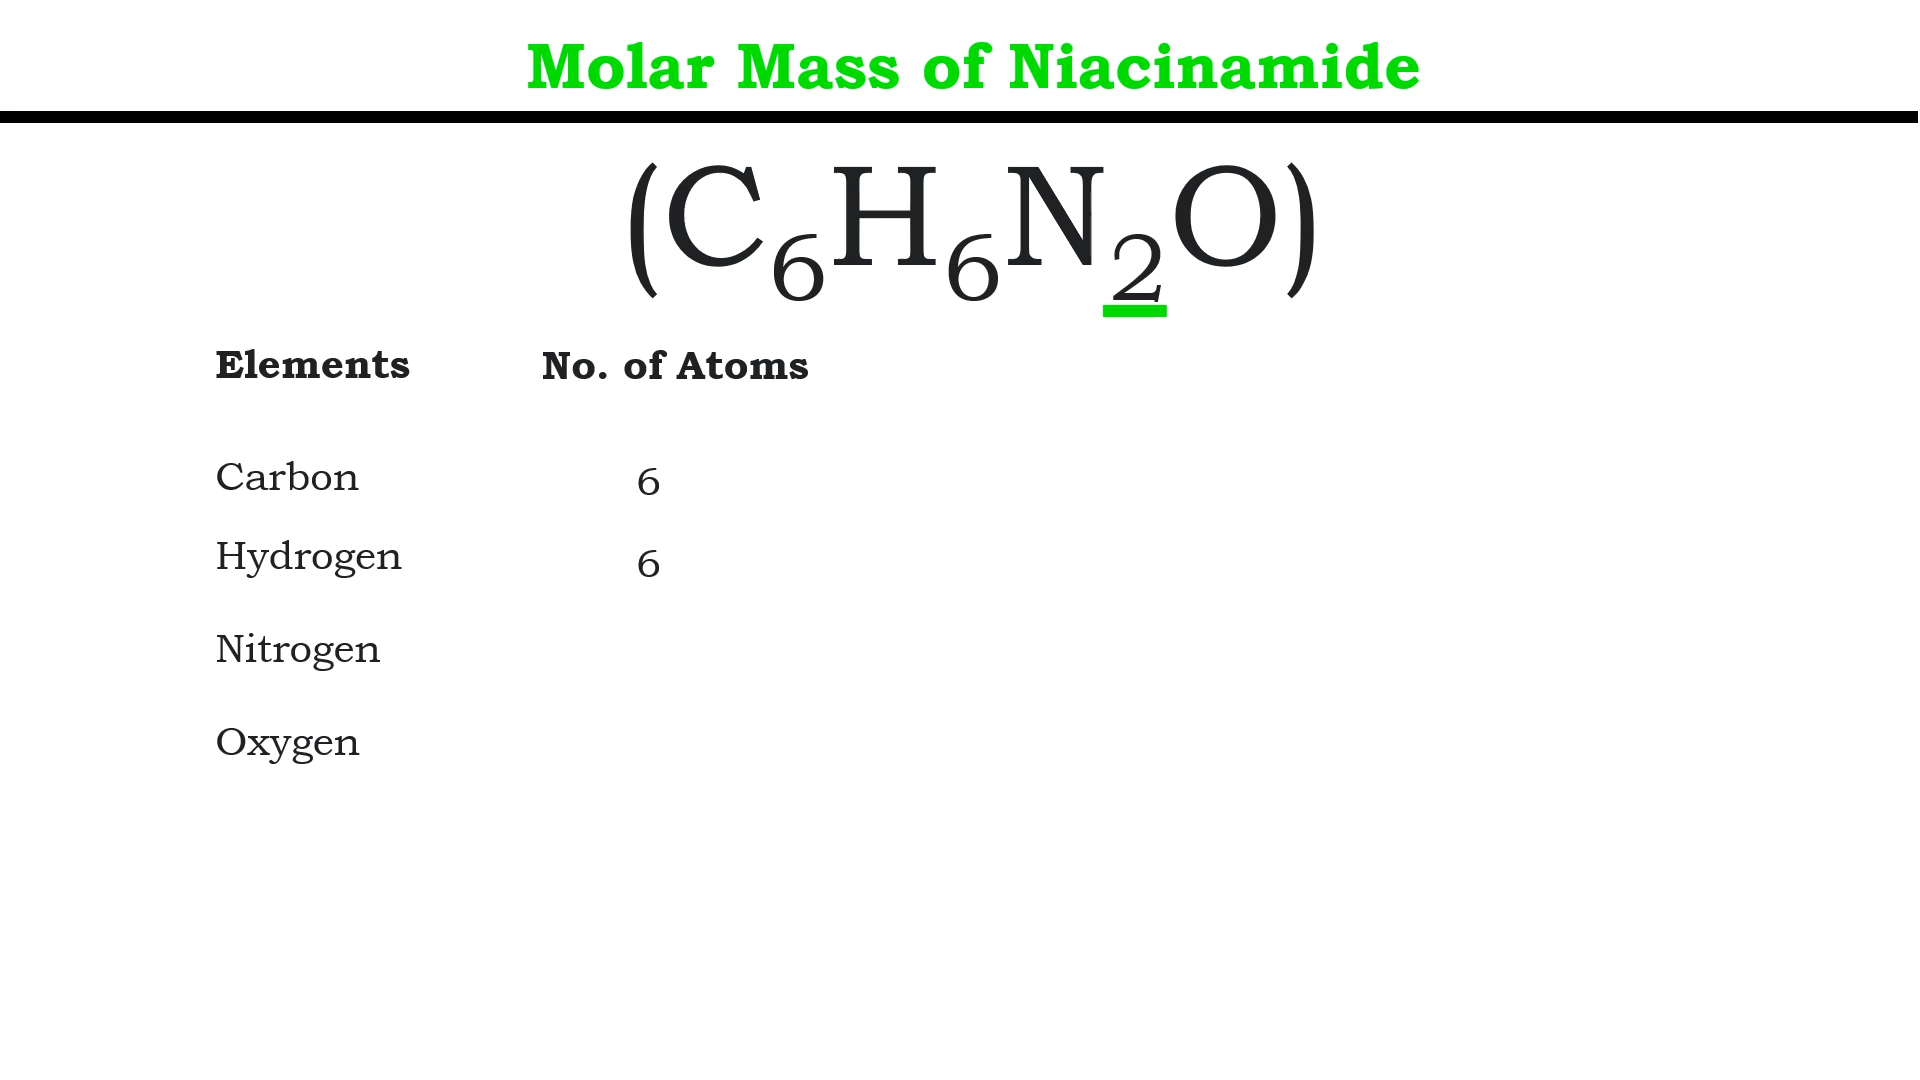 Molar Mass of Niacinamide
(C₆H₆N₂O)
Elements No. of Atoms
Carbon 6
Hydrogen 6
Nitrogen
Oxygen